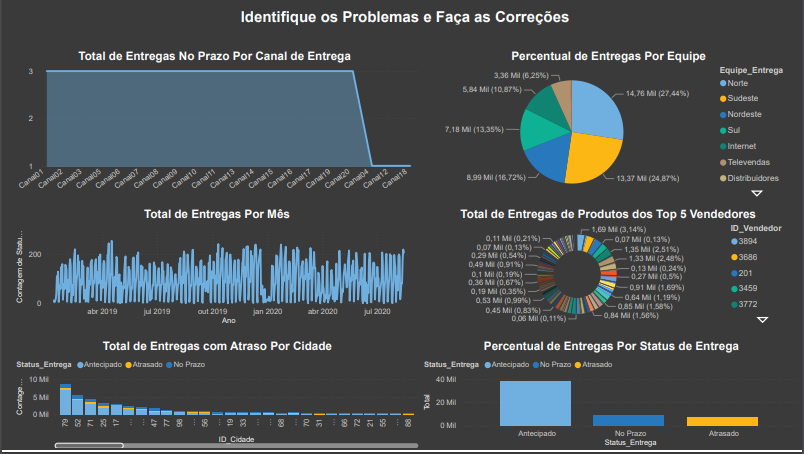 Identifique os Problemas e Faça as Correções
Total de Entregas No Prazo Por Canal de Entrega
3
2
1
Canal01
Canal02
Canal03
Canal05
Canal06
Canal07
Canal09
Canal10
Canal11
Canal13
Canal14
Canal15
Canal16
Canal17
Canal19
Canal20
Canal04
Canal12
Canal18
Percentual de Entregas Por Equipe
3,36 Mil (6,25%)
5,84 Mil (10,87%)
7,18 Mil (13,35%)
8,99 Mil (16,72%)
14,76 Mil (27,44%)
13,37 Mil (24,87%)
Equipe_Entrega
Norte
Sudeste
Nordeste
Sul
Internet
Televendas
Distribuidores
Total de Entregas Por Mês
Contagem de Statu...
200
0
abr 2019
jul 2019
out 2019
jan 2020
abr 2020
jul 2020
Ano
Total de Entregas de Produtos dos Top 5 Vendedores
0,11 Mil (0,21%)
0,07 Mil (0,13%)
0,29 Mil (0,54%)
0,49 Mil (0,91%)
0,1 Mil (0,19%)
0,36 Mil (0,67%)
0,19 Mil (0,35%)
0,53 Mil (0,99%)
0,45 Mil (0,83%)
0,06 Mil (0,11%)
1,69 Mil (3,14%)
0,07 Mil (0,13%)
1,35 Mil (2,51%)
1,33 Mil (2,48%)
0,13 Mil (0,24%)
0,27 Mil (0,5%)
0,91 Mil (1,69%)
0,64 Mil (1,19%)
0,85 Mil (1,58%)
0,84 Mil (1,56%)
ID_Vendedor
3894
3686
201
3459
3772
Total de Entregas com Atraso Por Cidade
Status_Entrega Antecipado Atrasado No Prazo
Contage...
10 Mil
5 Mil
0 Mil
79 52 71 25 17 ... ... 47 77 98 ... 56 ... 19 33 ... ... 68 ... 70 31 ... 66 72 21 55 ... 88
ID_Cidade
Percentual de Entregas Por Status de Entrega
Status_Entrega Antecipado No Prazo Atrasado
Total
40 Mil
20 Mil
0 Mil
Antecipado
No Prazo
Atrasado
Status_Entrega